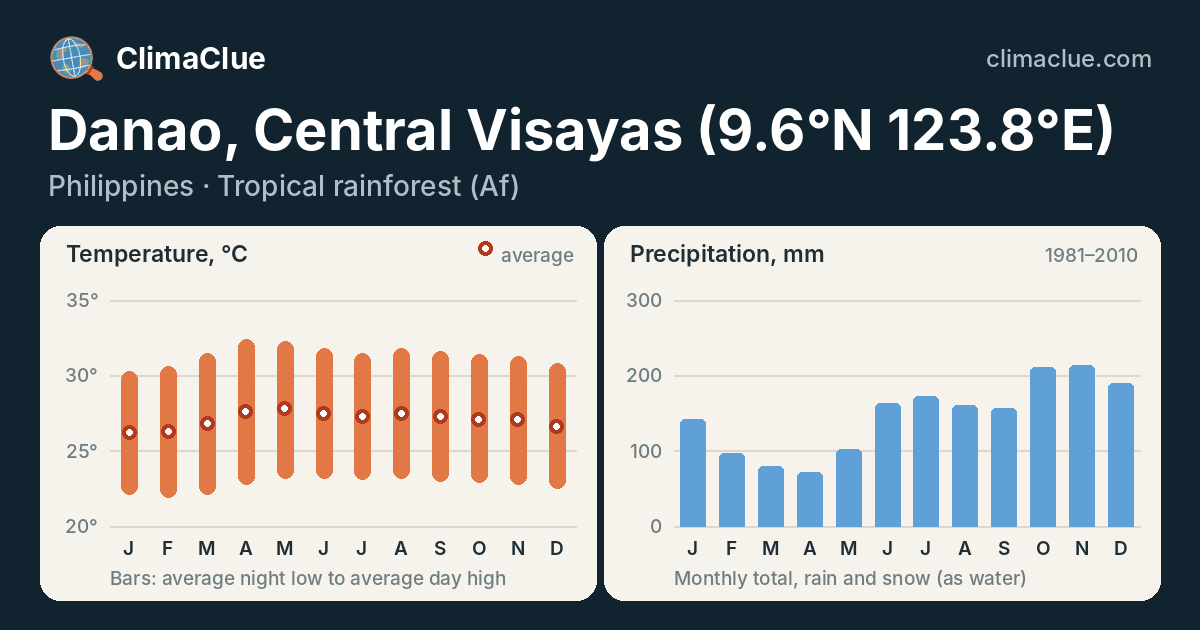 ClimaClue
climaclue.com
Danao, Central Visayas (9.6°N 123.8°E)
Philippines · Tropical rainforest (Af)
Temperature, °C
average
35°
30°
25°
20°
J F M A M J J A S O N D
Bars: average night low to average day high
Precipitation, mm
1981–2010
300
200
100
0
J F M A M J J A S O N D
Monthly total, rain and snow (as water)